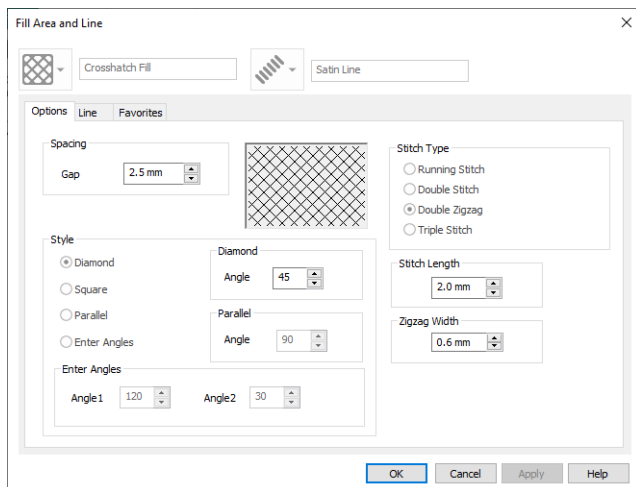 Fill Area and Line
Crosshatch Fill
Satin Line
Options Line Favorites
Spacing
Gap 2.5 mm
Stitch Type
Running Stitch
Double Stitch
Double Zigzag
Triple Stitch
Style
Diamond
Square
Parallel
Enter Angles
Diamond
Angle 45
Parallel
Angle 90
Stitch Length
2.0 mm
Zigzag Width
0.6 mm
Enter Angles
Angle1 120 Angle2 30
OK Cancel Apply Help